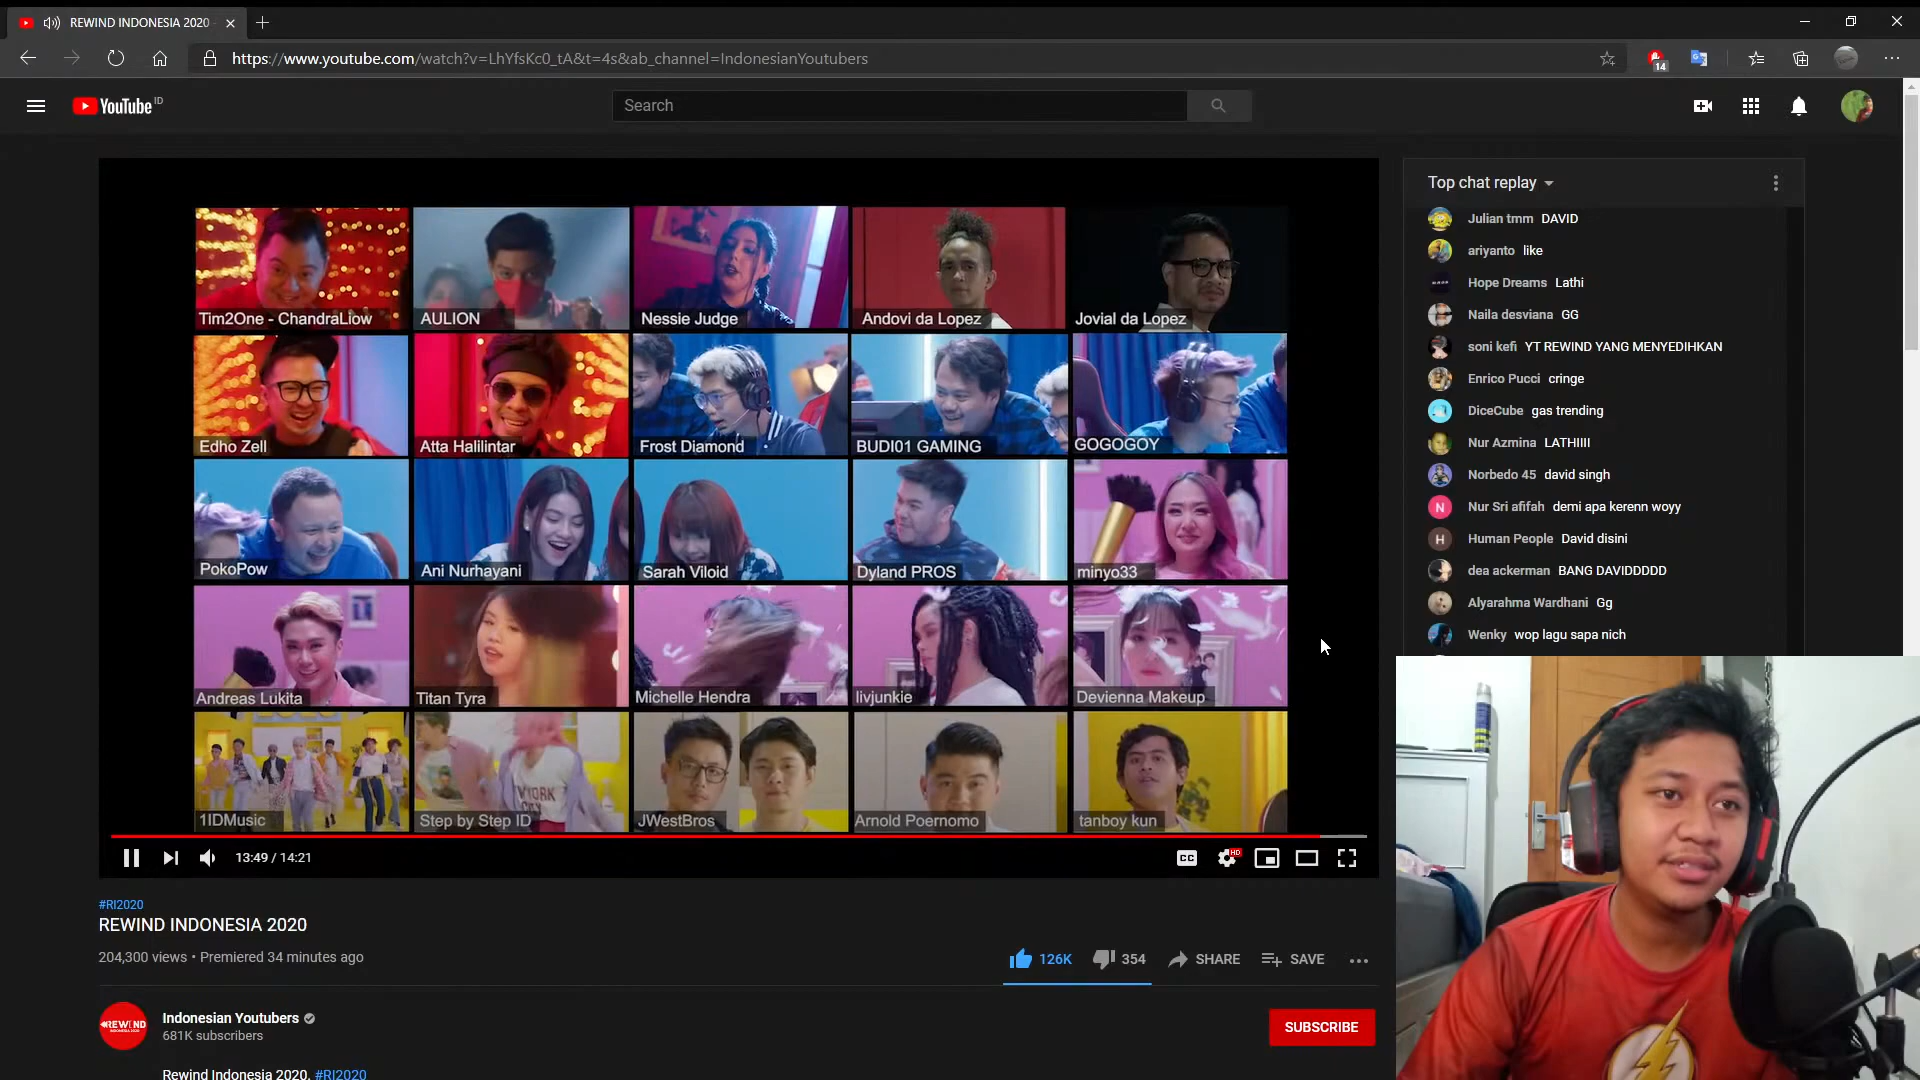 REWIND INDONESIA 2020
https://www.youtube.com/watch?v=LhYfsKc0_tA&t=4s&ab_channel=IndonesianYoutubers
14
YouTube ID
Search
Tim2One - ChandraLiow
AULION
Nessie Judge
Andovi da Lopez
Jovial da Lopez
Edho Zell
Atta Halilintar
Frost Diamond
BUDI01 GAMING
GOGOGOY
PokoPow
Ani Nurhayani
Sarah Viloid
Dyland PROS
minyo33
Andreas Lukita
Titan Tyra
Michelle Hendra
livjunkie
Devienna Makeup
1IDMusic
Step by Step ID
JWestBros
Arnold Poernomo
tanboy kun
13:49 / 14:21
CC
HD
Top chat replay
Julian tmm DAVID
ariyanto like
Hope Dreams Lathi
Naila desviana GG
soni kefi YT REWIND YANG MENYEDIHKAN
Enrico Pucci cringe
DiceCube gas trending
Nur Azmina LATHIIII
Norbedo 45 david singh
N Nur Sri afifah demi apa kerenn woyy
H Human People David disini
dea ackerman BANG DAVIDDDDD
Alyarahma Wardhani Gg
Wenky wop lagu sapa nich
#RI2020
REWIND INDONESIA 2020
204,300 views • Premiered 34 minutes ago
126K
354
SHARE
SAVE
REWIND
Indonesian Youtubers
681K subscribers
SUBSCRIBE
Rewind Indonesia 2020. #RI2020